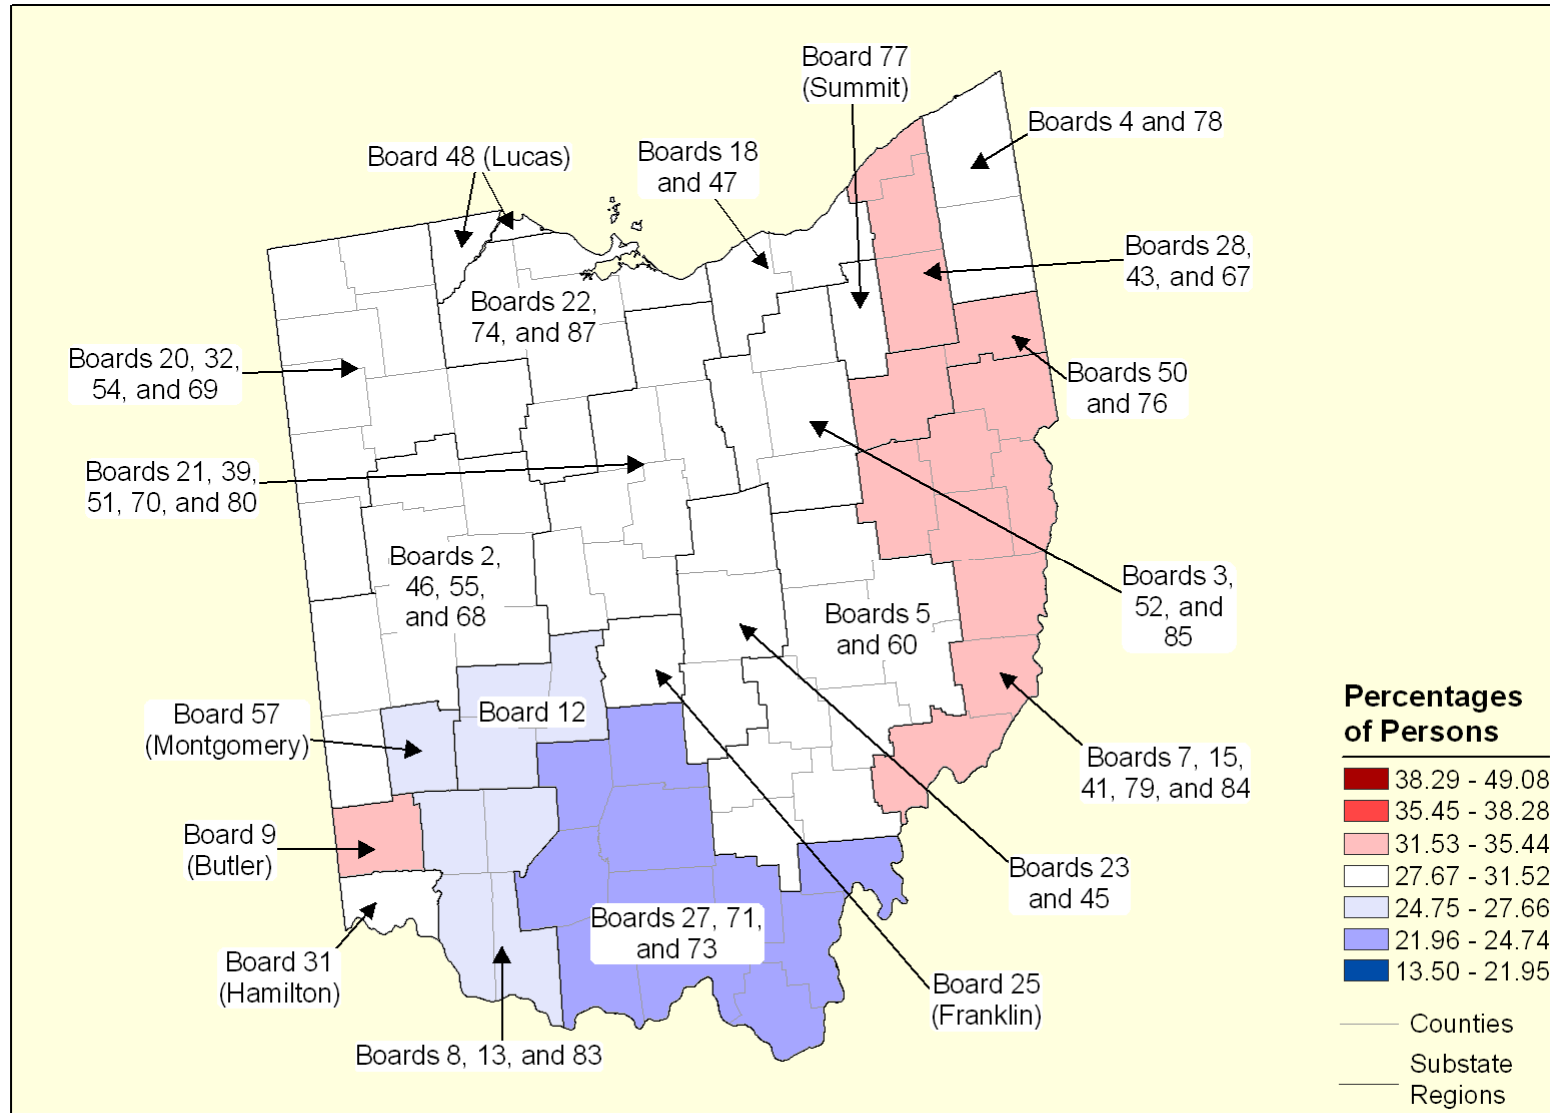 Board 77
(Summit)
Boards 4 and 78
Board 48 (Lucas)
Boards 18
and 47
Boards 28,
43, and 67
Boards 22,
74, and 87
Boards 20, 32,
54, and 69
Boards 50
and 76
Boards 21, 39,
51, 70, and 80
Boards 2,
46, 55,
and 68
Boards 3,
52, and
85
Boards 5
and 60
Board 57
(Montgomery)
Board 12
Boards 7, 15,
41, 79, and 84
Board 9
(Butler)
Boards 23
and 45
Boards 27, 71,
and 73
Board 31
(Hamilton)
Board 25
(Franklin)
Boards 8, 13, and 83
Percentages
of Persons
38.29 - 49.08
35.45 - 38.28
31.53 - 35.44
27.67 - 31.52
24.75 - 27.66
21.96 - 24.74
13.50 - 21.95
Counties
Substate
Regions